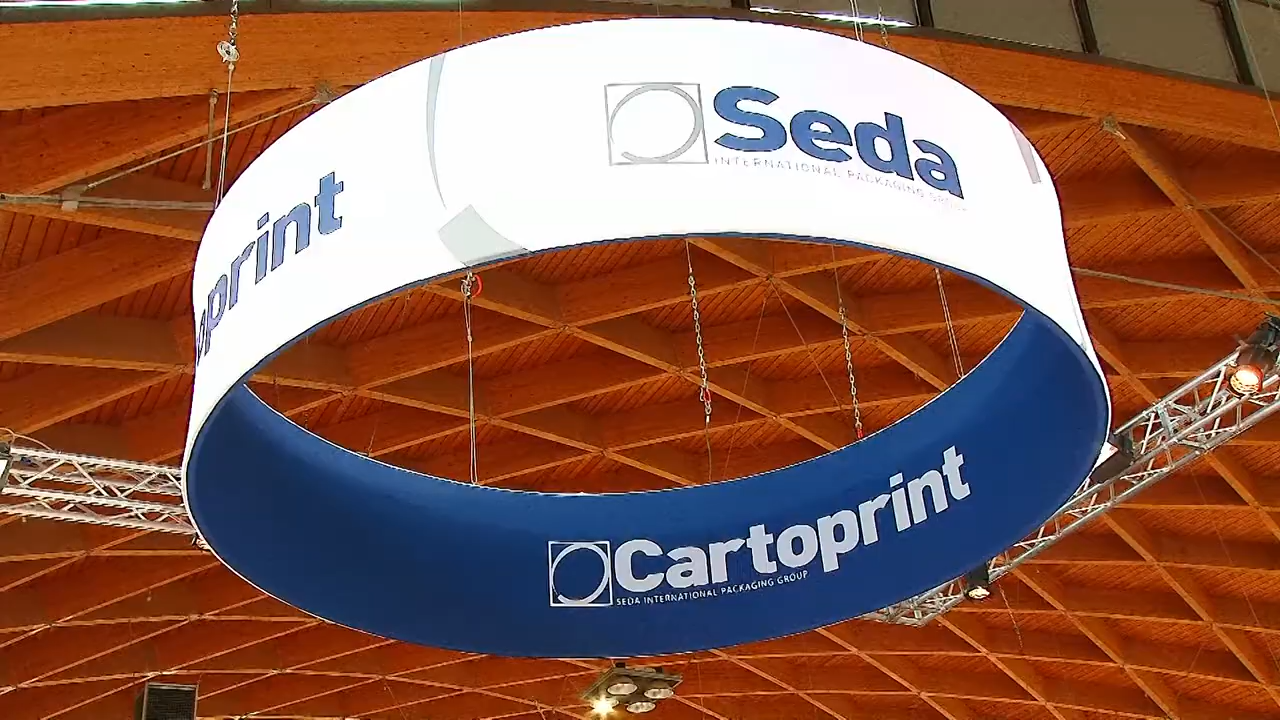 Seda
INTERNATIONAL PACKAGING GROUP
print
Cartoprint
SEDA INTERNATIONAL PACKAGING GROUP